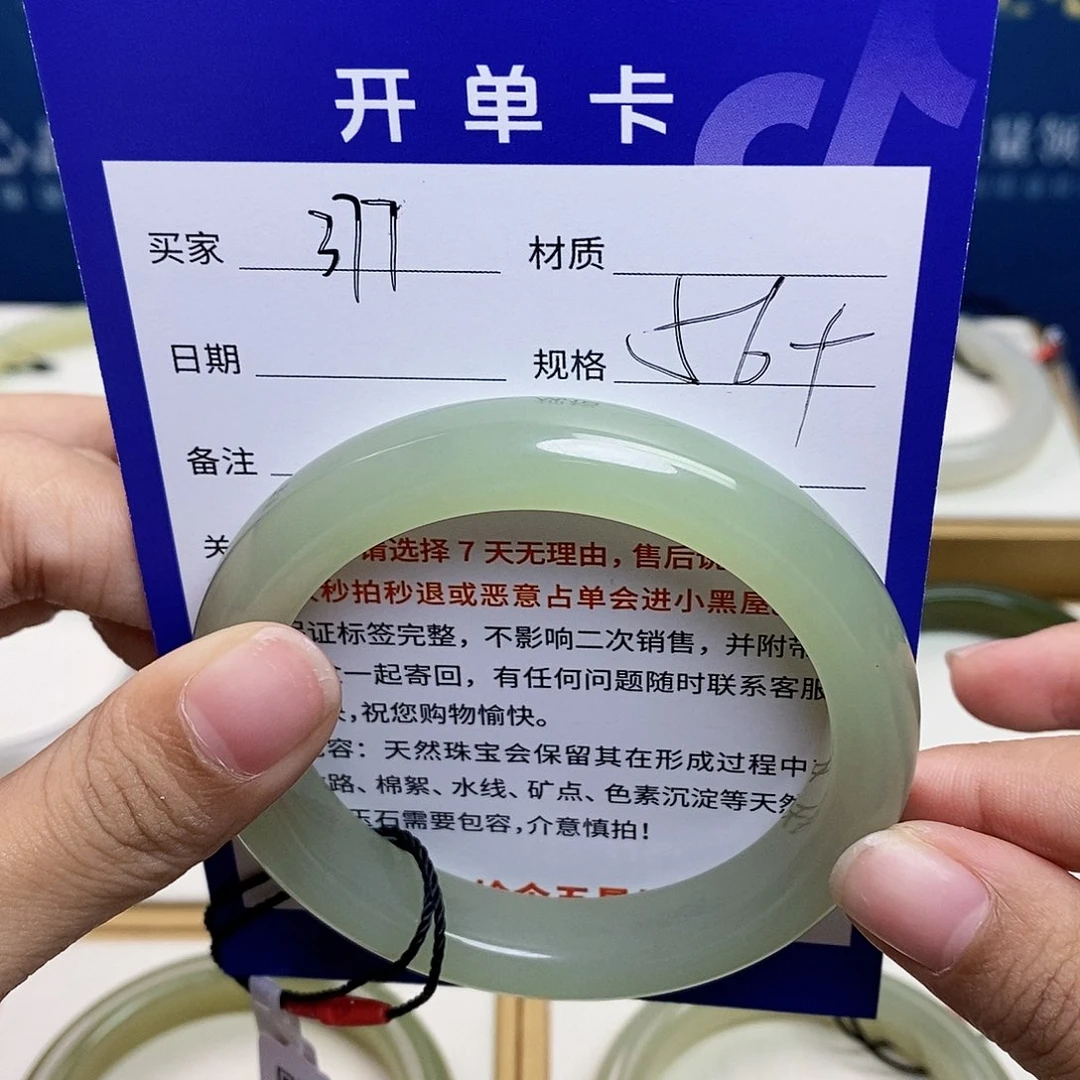 开单卡
买家 377 材质
日期 规格 56+
备注
关
请选择 7 天无理由，售后
秒拍秒退或恶意占单会进小黑屋
证标签完整，不影响二次销售，并附带
一起寄回，有任何问题随时联系客服
，祝您购物愉快。
容：天然珠宝会保留其在形成过程中
路、棉絮、水线、矿点、色素沉淀等天然
玉石需要包容，介意慎拍！